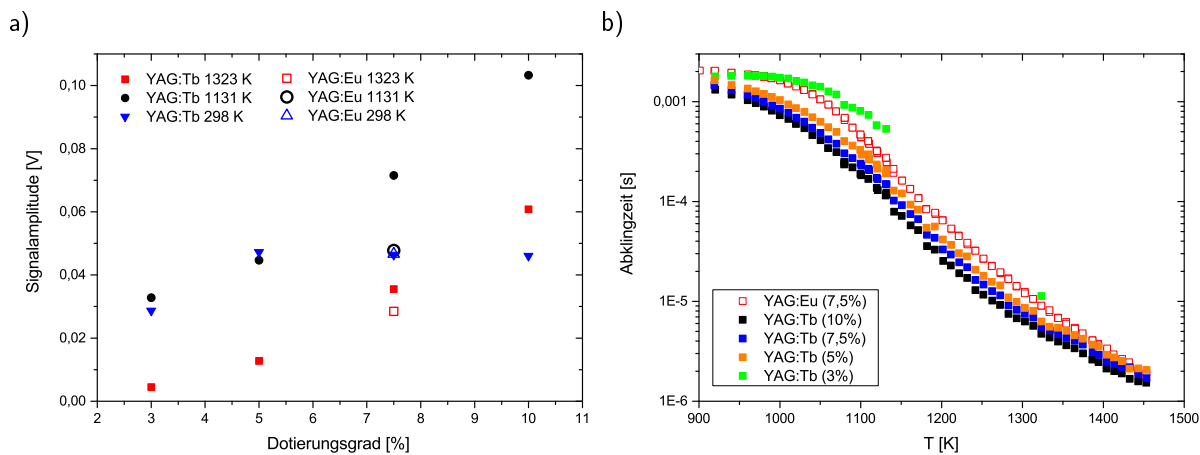 a)
YAG:Tb 1323 K
YAG:Tb 1131 K
YAG:Tb 298 K
YAG:Eu 1323 K
YAG:Eu 1131 K
YAG:Eu 298 K
0,10
0,08
0,06
0,04
0,02
0,00
Signalamplitude [V]
2 3 4 5 6 7 8 9 10 11
Dotierungsgrad [%]
b)
0,001
1E-4
1E-5
1E-6
Abklingzeit [s]
YAG:Eu (7,5%)
YAG:Tb (10%)
YAG:Tb (7,5%)
YAG:Tb (5%)
YAG:Tb (3%)
900 1000 1100 1200 1300 1400 1500
T [K]